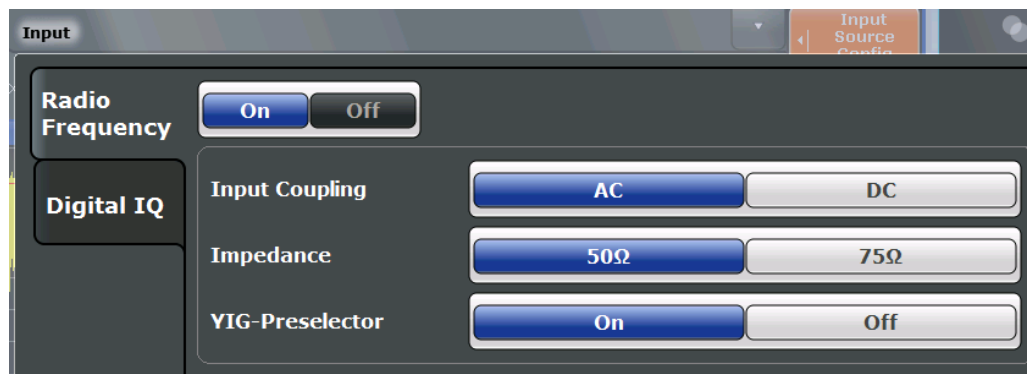 Input
Input
Source
Config
Radio
Frequency
On Off
Digital IQ
Input Coupling AC DC
Impedance 50Ω 75Ω
YIG-Preselector On Off